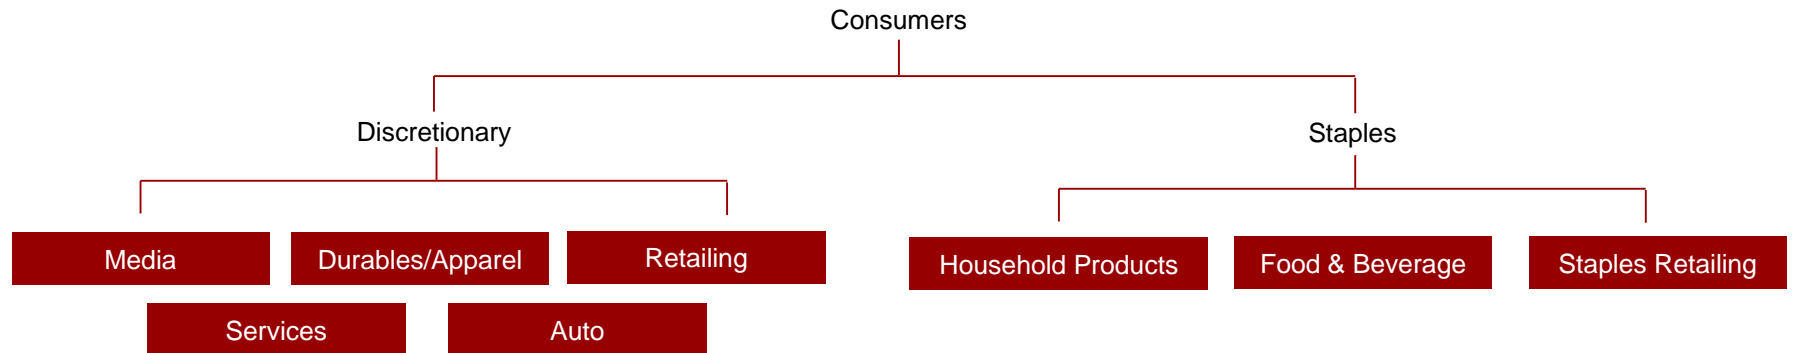 Consumers
Discretionary
Staples
Media
Durables/Apparel
Retailing
Household Products
Food & Beverage
Staples Retailing
Services
Auto